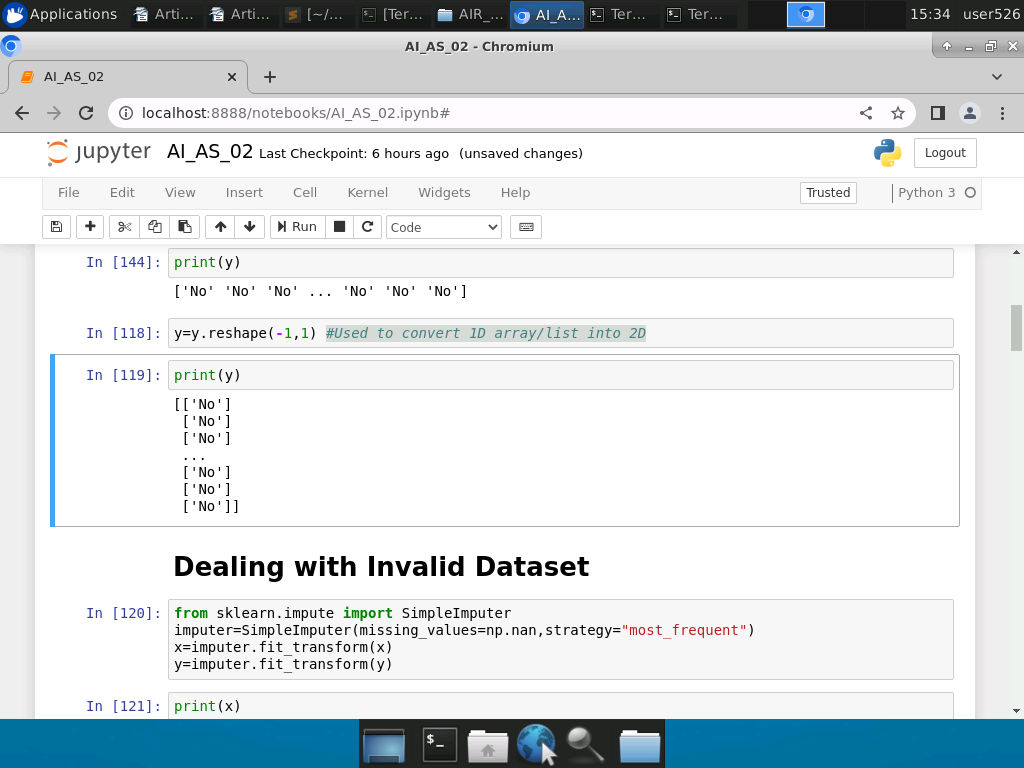 Applications Arti... Arti... [~/... [Ter... AIR_... AI_A... Ter... Ter... 15:34 user526
AI_AS_02 - Chromium
AI_AS_02
localhost:8888/notebooks/AI_AS_02.ipynb#
jupyter AI_AS_02 Last Checkpoint: 6 hours ago (unsaved changes) Logout
File Edit View Insert Cell Kernel Widgets Help Trusted Python 3
Run Code
In [144]: print(y)
['No' 'No' 'No' ... 'No' 'No' 'No']
In [118]: y=y.reshape(-1,1) #Used to convert 1D array/list into 2D
In [119]: print(y)
[['No']
['No']
['No']
...
['No']
['No']
['No']]
Dealing with Invalid Dataset
In [120]: from sklearn.impute import SimpleImputer
imputer=SimpleImputer(missing_values=np.nan,strategy="most_frequent")
x=imputer.fit_transform(x)
y=imputer.fit_transform(y)
In [121]: print(x)